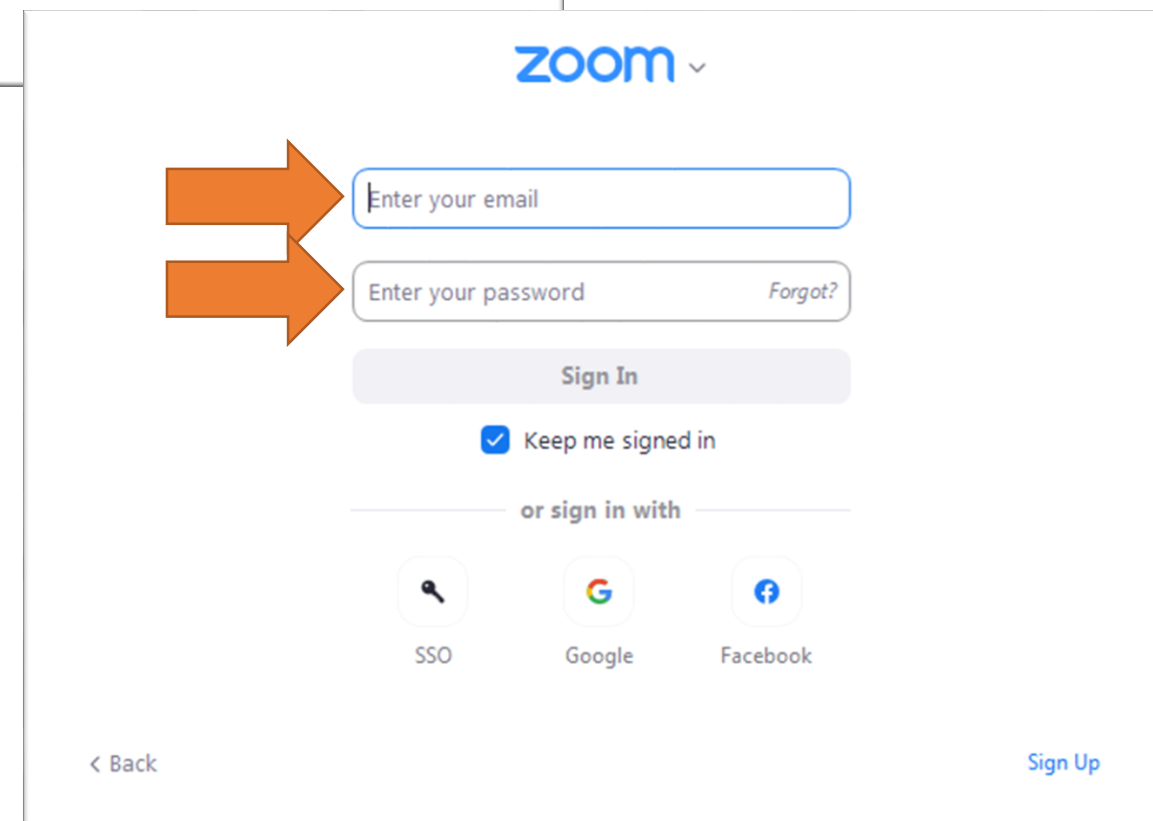 zoom
Enter your email
Enter your password Forgot?
Sign In
Keep me signed in
or sign in with
SSO Google Facebook
< Back Sign Up